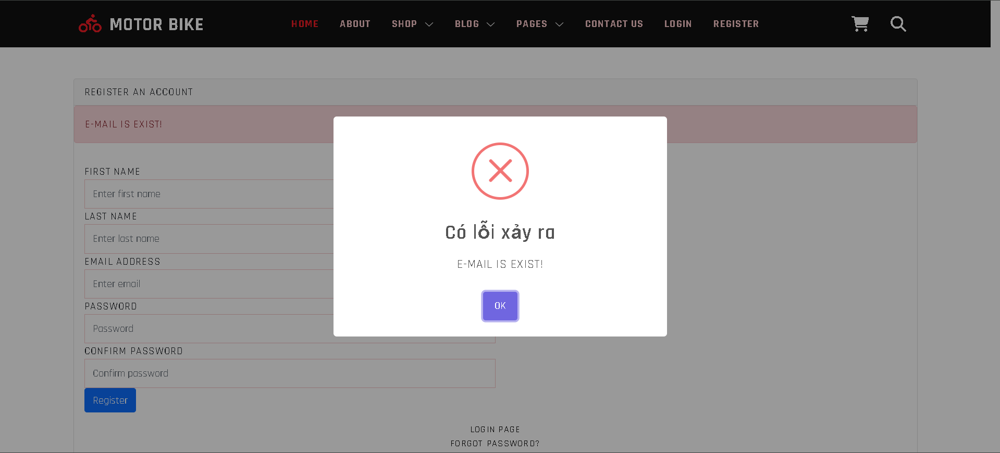 MOTOR BIKE
HOME ABOUT SHOP BLOG PAGES CONTACT US LOGIN REGISTER
REGISTER AN ACCOUNT
E-MAIL IS EXIST!
FIRST NAME
Enter first name
LAST NAME
Enter last name
EMAIL ADDRESS
Enter email
PASSWORD
Password
CONFIRM PASSWORD
Confirm password
Register
LOGIN PAGE
FORGOT PASSWORD?
Có lỗi xảy ra
E-MAIL IS EXIST!
OK